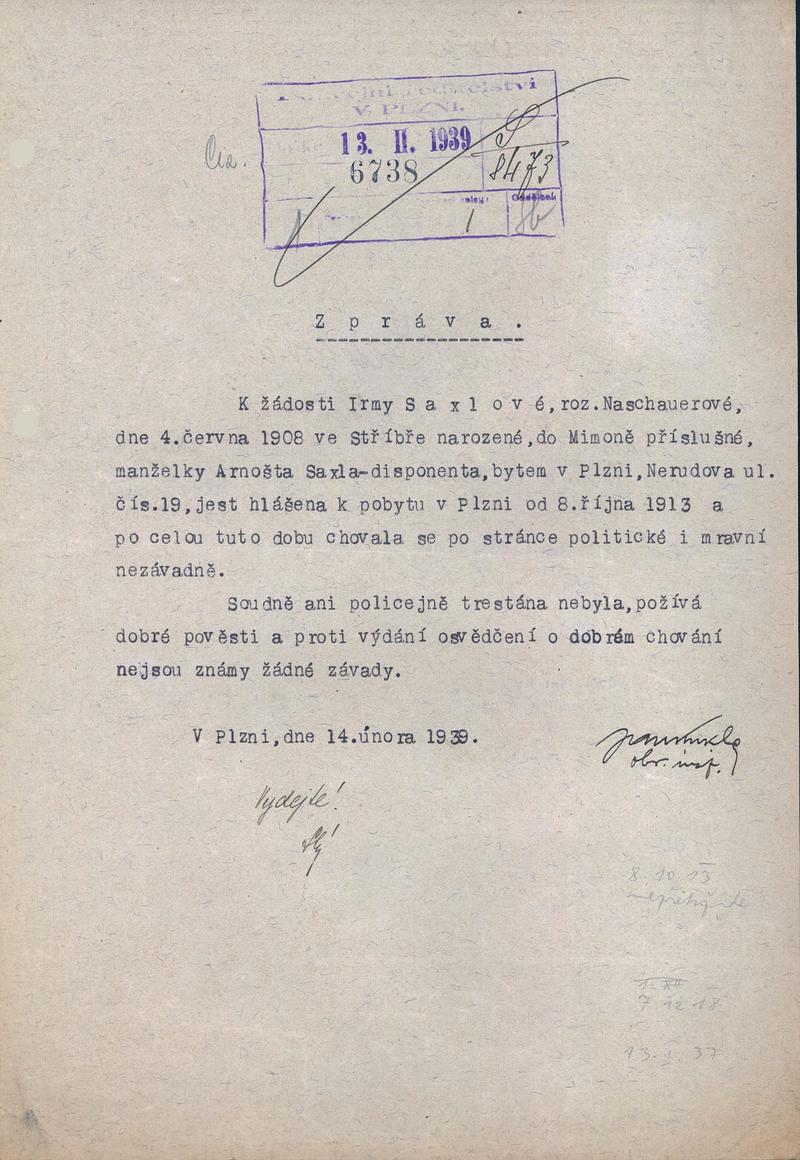 V PLZNI.
13. II. 1939 S
6738 8473
1
Z p r á v a .
K žádosti Irmy S a x l o v é,roz.Naschauerové,
dne 4.června 1908 ve Stříbře narozené,do Mimoně příslušné,
manželky Arnošta Saxla-disponenta,bytem v Plzni,Nerudova ul.
čís.19,jest hlášena k pobytu v Plzni od 8.října 1913 a
po celou tuto dobu chovala se po stránce politické i mravní
nezávadně.
Soudně ani policejně trestána nebyla,požívá
dobré pověsti a proti výdání osvědčení o dobrém chování
nejsou známy žádné závady.
V Plzni,dne 14.února 1939.
obv. insp.
Vydejte!
8.10.13
7.12.18
13.I.37